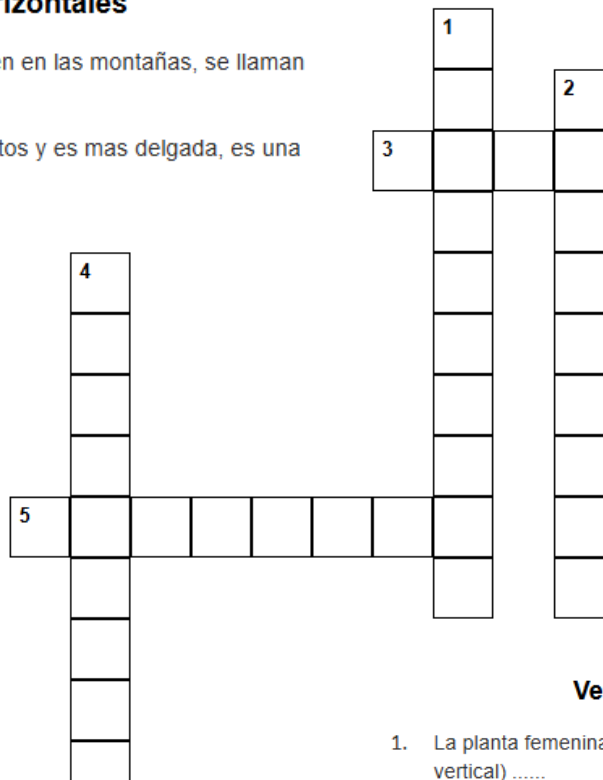 rizontales
en en las montañas, se llaman
tos y es mas delgada, es una
1
2
3
4
5
Ve
1. La planta femenina
vertical) ......